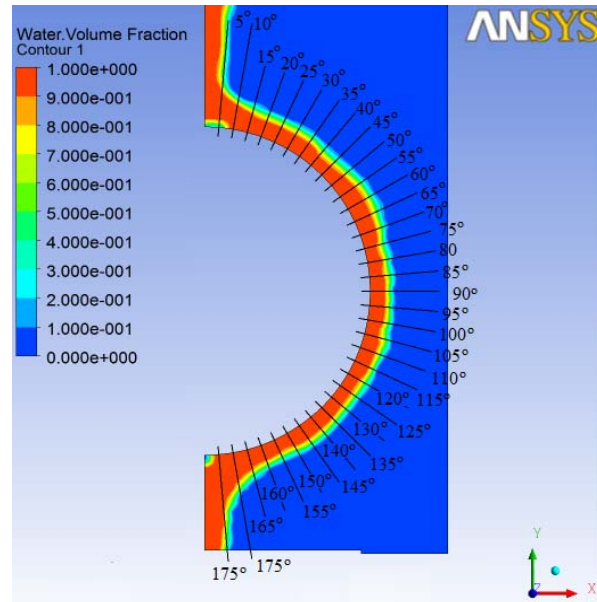 ANSYS
Water.Volume Fraction
Contour 1
1.000e+000
9.000e-001
8.000e-001
7.000e-001
6.000e-001
5.000e-001
4.000e-001
3.000e-001
2.000e-001
1.000e-001
0.000e+000
5°
10°
15°
20°
25°
30°
35°
40°
45°
50°
55°
60°
65°
70°
75°
80
85°
90°
95°
100°
105°
110°
115°
120°
125°
130°
135°
140°
145°
150°
155°
160°
165°
175°
175°
Y
Z
X